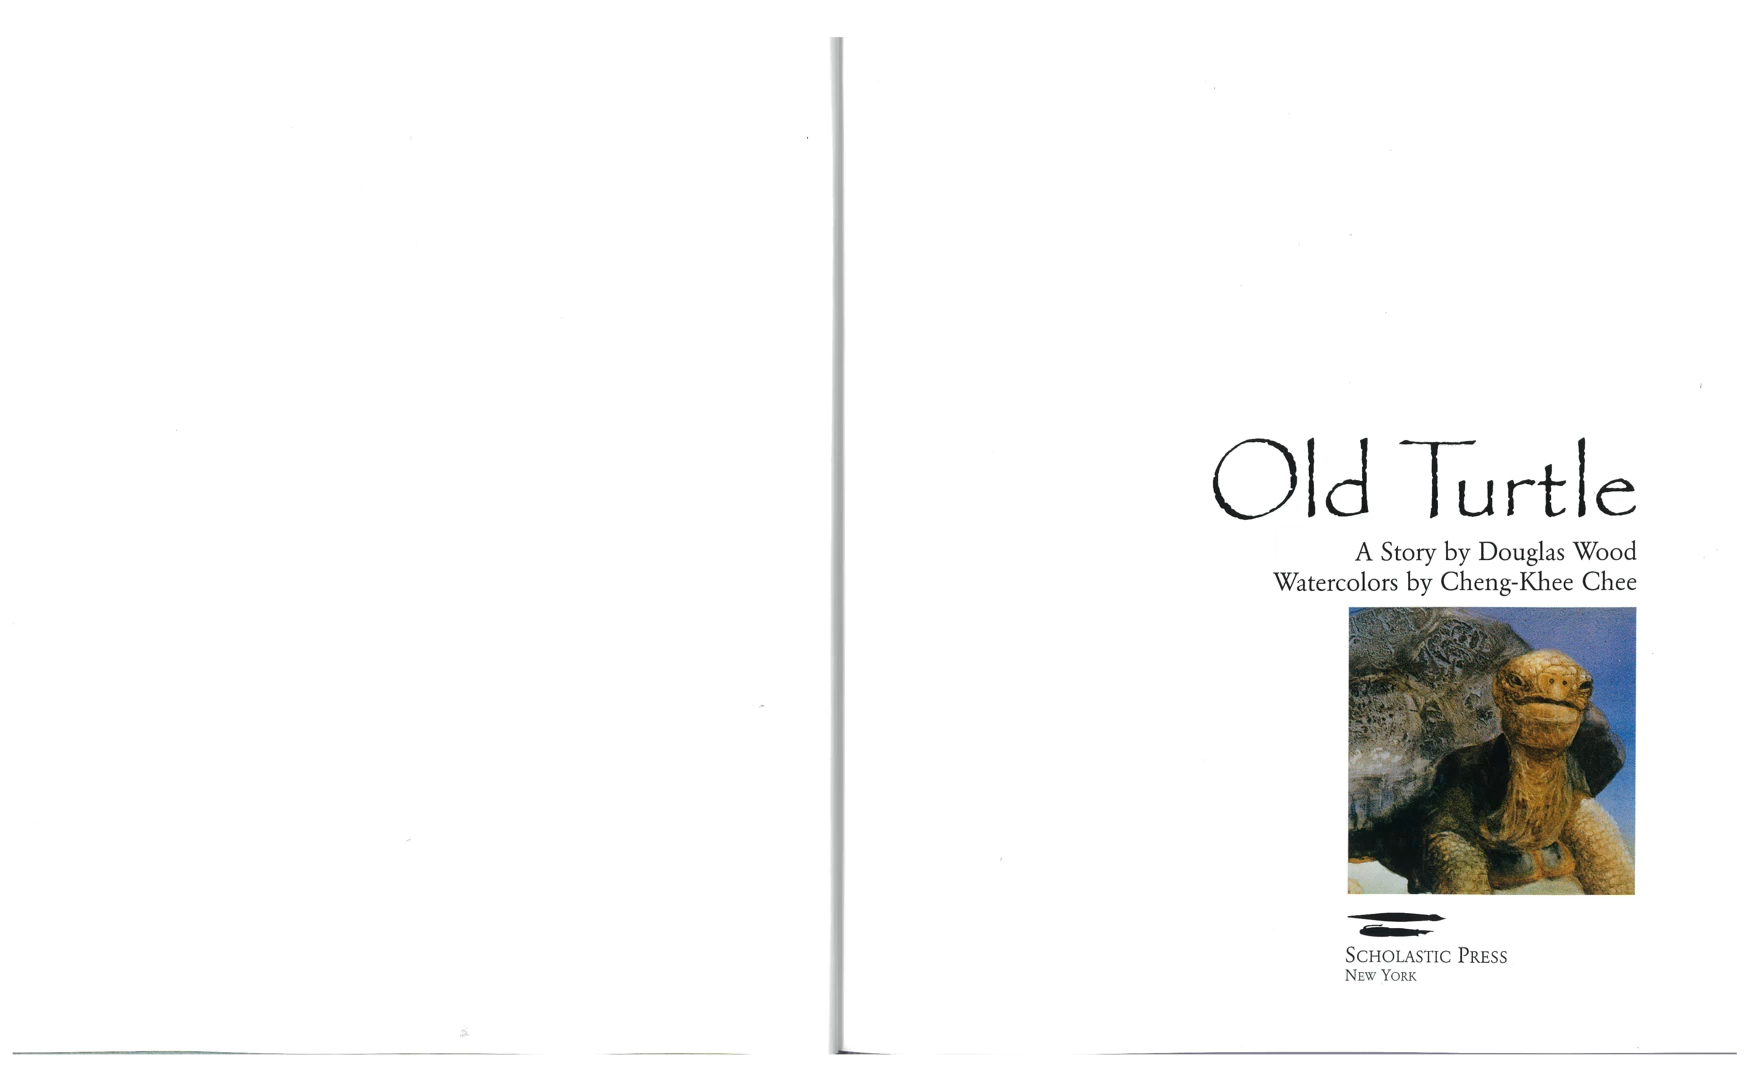 Old Turtle
A Story by Douglas Wood
Watercolors by Cheng-Khee Chee
SCHOLASTIC PRESS
NEW YORK